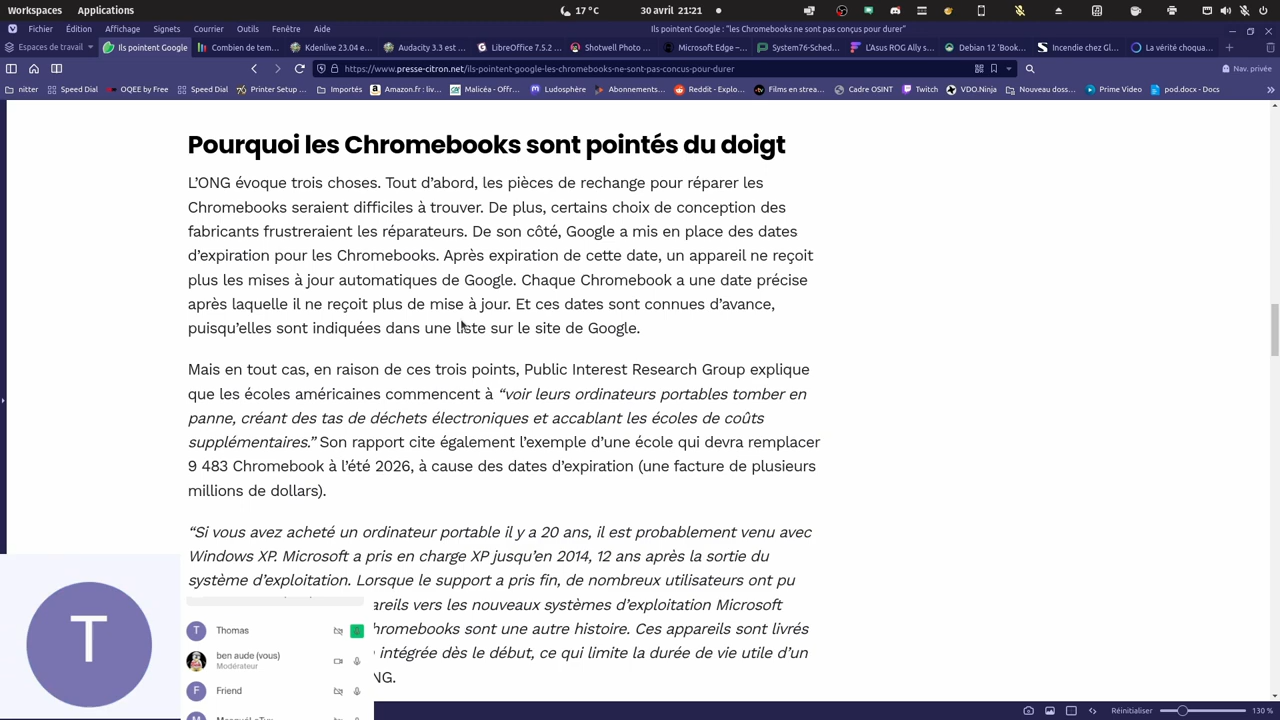 Workspaces
-17°C
Fichier Édition Affichage Signets Courrier Outils Fenêtre Aide
Ils pointent Google : "les Chromebooks ne sont pas conçus pour durer"
Espaces de travail
Ils pointent Google
Combien de tem...
Kdenlive 23.04 e...
Audacity 3.3 est ...
LibreOffice 7.5.2 ...
Shotwell Photo ...
Microsoft Edge –...
System76-Sched...
L'Asus ROG Ally s...
Debian 12 'Book...
Incendie chez Gl...
La vérité choqua...
https://www.presse-citron.net/ils-pointent-google-les-chromebooks-ne-sont-pas-concus-pour-durer
Nav. privée
nitter
Speed Dial
OQEE by Free
Speed Dial
Printer Setup ...
Importés
Amazon.fr : liv...
Malicéa - Offr...
Ludosphère
Abonnements...
Reddit - Explo...
Films en strea...
Cadre OSINT
Twitch
VDO.Ninja
Nouveau doss...
Prime Video
pod.docx - Docs
Pourquoi les Chromebooks sont pointés du doigt
L'ONG évoque trois choses. Tout d'abord, les pièces de rechange pour réparer les
Chromebooks seraient difficiles à trouver. De plus, certains choix de conception des
fabricants frustreraient les réparateurs. De son côté, Google a mis en place des dates
d'expiration pour les Chromebooks. Après expiration de cette date, un appareil ne reçoit
plus les mises à jour automatiques de Google. Chaque Chromebook a une date précise
après laquelle il ne reçoit plus de mise à jour. Et ces dates sont connues d'avance,
puisqu'elles sont indiquées dans une liste sur le site de Google.
Mais en tout cas, en raison de ces trois points, Public Interest Research Group explique
que les écoles américaines commencent à “voir leurs ordinateurs portables tomber en
panne, créant des tas de déchets électroniques et accablant les écoles de coûts
supplémentaires.” Son rapport cite également l'exemple d'une école qui devra remplacer
9 483 Chromebook à l'été 2026, à cause des dates d'expiration (une facture de plusieurs
millions de dollars).
“Si vous avez acheté un ordinateur portable il y a 20 ans, il est probablement venu avec
Windows XP. Microsoft a pris en charge XP jusqu'en 2014, 12 ans après la sortie du
système d'exploitation. Lorsque le support a pris fin, de nombreux utilisateurs ont pu
areils vers les nouveaux systèmes d'exploitation Microsoft
hromebooks sont une autre histoire. Ces appareils sont livrés
intégrée dès le début, ce qui limite la durée de vie utile d'un
NG.
T
T Thomas
ben aude (vous)
Modérateur
F Friend
Réinitialiser
130 %